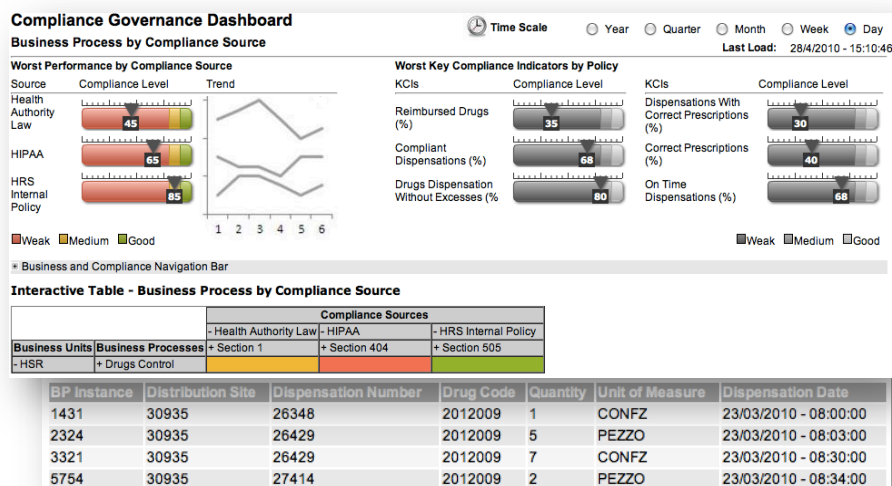 Compliance Governance Dashboard
Time Scale Year Quarter Month Week Day
Business Process by Compliance Source
Last Load: 28/4/2010 - 15:10:46
Worst Performance by Compliance Source
Source Compliance Level Trend
Health
Authority
Law
45
HIPAA
65
HRS
Internal
Policy
85
1 2 3 4 5 6
Weak Medium Good
Worst Key Compliance Indicators by Policy
KCIs Compliance Level KCIs Compliance Level
Reimbursed Drugs
(%)
35
Compliant
Dispensations (%)
68
Drugs Dispensation
Without Excesses (%
80
Dispensations With
Correct Prescriptions
(%)
30
Correct Prescriptions
(%)
40
On Time
Dispensations (%)
68
Weak Medium Good
+ Business and Compliance Navigation Bar
Interactive Table - Business Process by Compliance Source
Compliance Sources
- Health Authority Law - HIPAA - HRS Internal Policy
Business Units Business Processes + Section 1 + Section 404 + Section 505
- HSR + Drugs Control
BP Instance Distribution Site Dispensation Number Drug Code Quantity Unit of Measure Dispensation Date
1431 30935 26348 2012009 1 CONFZ 23/03/2010 - 08:00:00
2324 30935 26429 2012009 5 PEZZO 23/03/2010 - 08:03:00
3321 30935 26429 2012009 7 CONFZ 23/03/2010 - 08:30:00
5754 30935 27414 2012009 2 PEZZO 23/03/2010 - 08:34:00